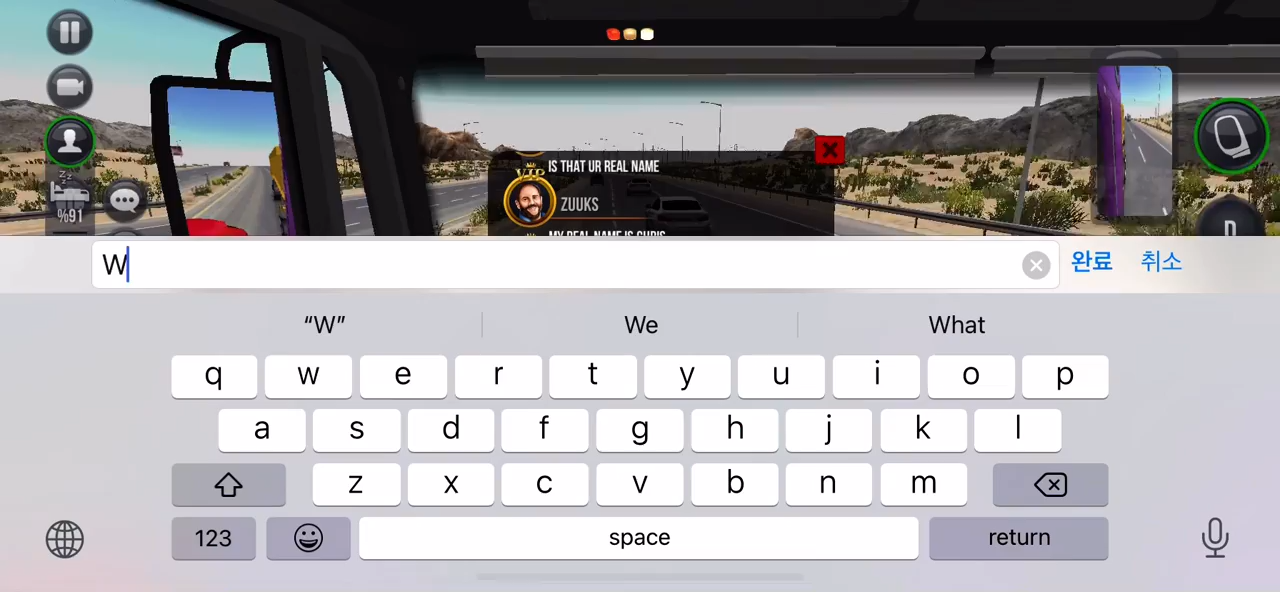 IS THAT UR REAL NAME
VIP
ZUUKS
MY REAL NAME IS CHRIS
%91
D
W
완료
취소
“W”
We
What
q w e r t y u i o p
a s d f g h j k l
z x c v b n m
123
space
return